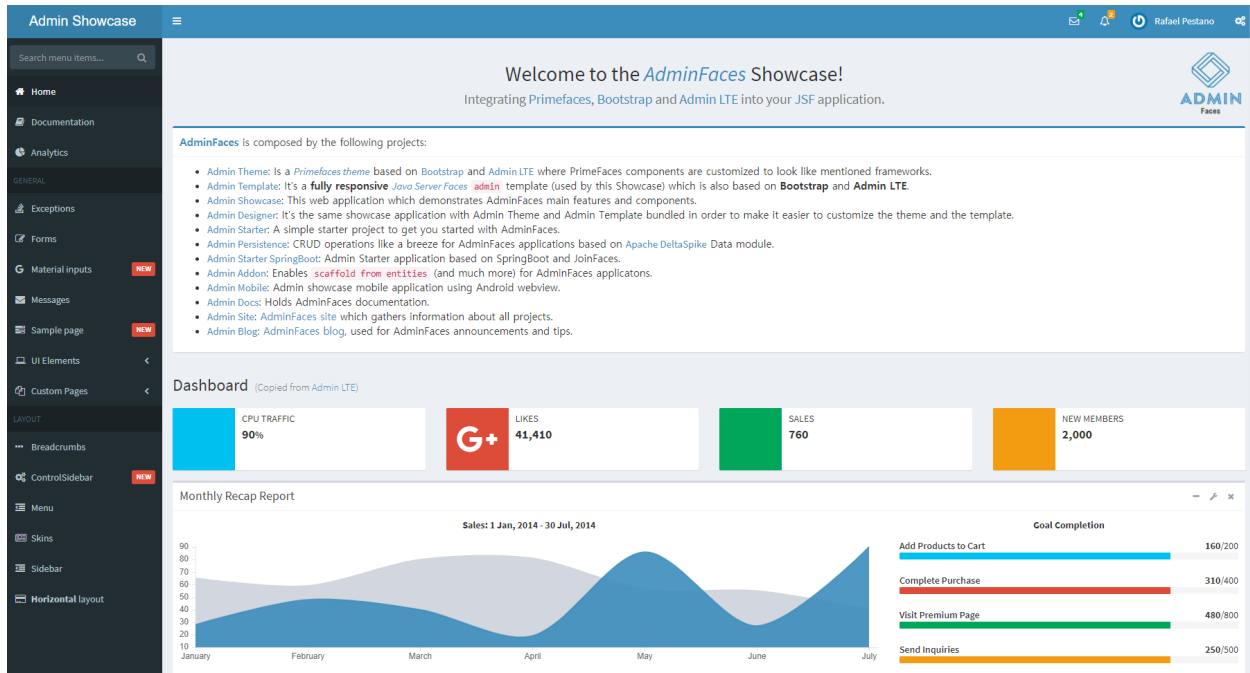 Admin Showcase
4
2
Rafael Pestano
Search menu items...
Home
Documentation
Analytics
GENERAL
Exceptions
Forms
Material inputs NEW
Messages
Sample page NEW
UI Elements
Custom Pages
LAYOUT
Breadcrumbs
ControlSidebar NEW
Menu
Skins
Sidebar
Horizontal layout
Welcome to the AdminFaces Showcase!
Integrating Primefaces, Bootstrap and Admin LTE into your JSF application.
ADMIN
Faces
AdminFaces is composed by the following projects:
Admin Theme: Is a Primefaces theme based on Bootstrap and Admin LTE where PrimeFaces components are customized to look like mentioned frameworks.
Admin Template: It's a fully responsive Java Server Faces admin template (used by this Showcase) which is also based on Bootstrap and Admin LTE.
Admin Showcase: This web application which demonstrates AdminFaces main features and components.
Admin Designer: It's the same showcase application with Admin Theme and Admin Template bundled in order to make it easier to customize the theme and the template.
Admin Starter: A simple starter project to get you started with AdminFaces.
Admin Persistence: CRUD operations like a breeze for AdminFaces applications based on Apache DeltaSpike Data module.
Admin Starter SpringBoot: Admin Starter application based on SpringBoot and JoinFaces.
Admin Addon: Enables scaffold from entities (and much more) for AdminFaces applicatons.
Admin Mobile: Admin showcase mobile application using Android webview.
Admin Docs: Holds AdminFaces documentation.
Admin Site: AdminFaces site which gathers information about all projects.
Admin Blog: AdminFaces blog, used for AdminFaces announcements and tips.
Dashboard (Copied from Admin LTE)
CPU TRAFFIC
90%
G+
LIKES
41,410
SALES
760
NEW MEMBERS
2,000
Monthly Recap Report
Sales: 1 Jan, 2014 - 30 Jul, 2014
90
80
70
60
50
40
30
20
10
January February March April May June July
Goal Completion
Add Products to Cart 160/200
Complete Purchase 310/400
Visit Premium Page 480/800
Send Inquiries 250/500